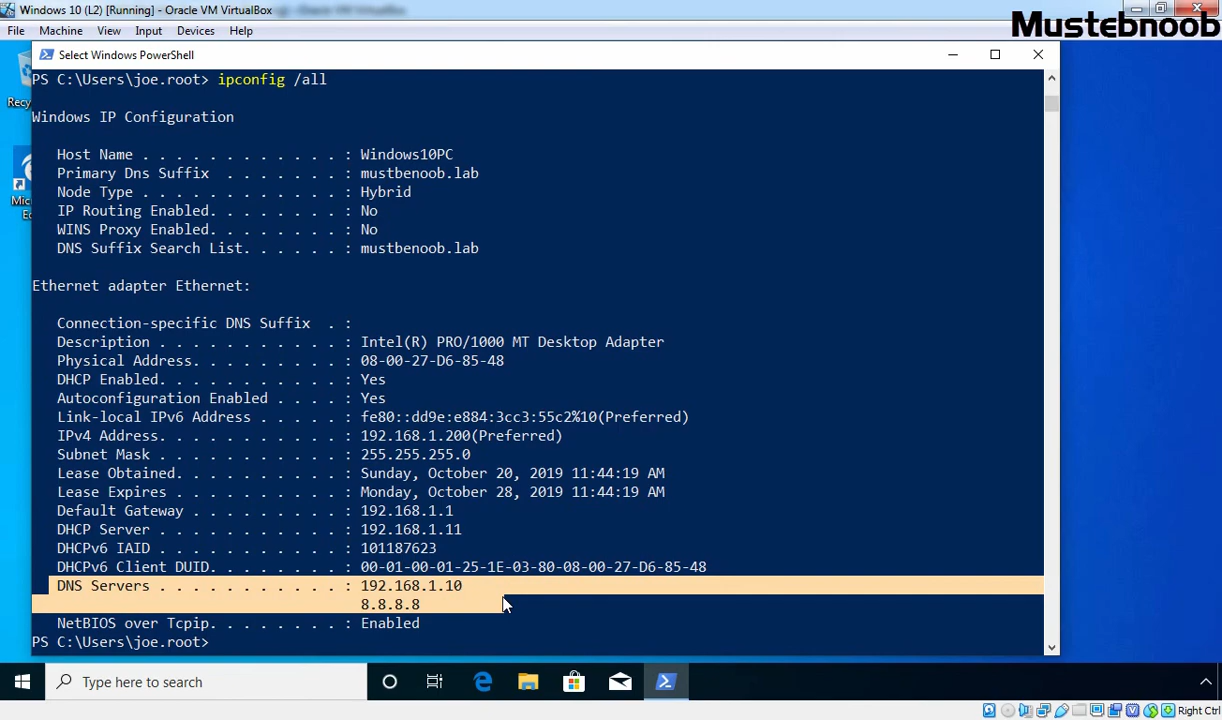 Windows 10 (L2) [Running] - Oracle VM VirtualBox
File Machine View Input Devices Help
Mustebnoob
Select Windows PowerShell
PS C:\Users\joe.root> ipconfig /all
Windows IP Configuration
Host Name . . . . . . . . . . . . : Windows10PC
Primary Dns Suffix . . . . . . . : mustbenoob.lab
Node Type . . . . . . . . . . . . : Hybrid
IP Routing Enabled. . . . . . . . : No
WINS Proxy Enabled. . . . . . . . : No
DNS Suffix Search List. . . . . . : mustbenoob.lab
Ethernet adapter Ethernet:
Connection-specific DNS Suffix . :
Description . . . . . . . . . . . : Intel(R) PRO/1000 MT Desktop Adapter
Physical Address. . . . . . . . . : 08-00-27-D6-85-48
DHCP Enabled. . . . . . . . . . . : Yes
Autoconfiguration Enabled . . . . : Yes
Link-local IPv6 Address . . . . . : fe80::dd9e:e884:3cc3:55c2%10(Preferred)
IPv4 Address. . . . . . . . . . . : 192.168.1.200(Preferred)
Subnet Mask . . . . . . . . . . . : 255.255.255.0
Lease Obtained. . . . . . . . . . : Sunday, October 20, 2019 11:44:19 AM
Lease Expires . . . . . . . . . . : Monday, October 28, 2019 11:44:19 AM
Default Gateway . . . . . . . . . : 192.168.1.1
DHCP Server . . . . . . . . . . . : 192.168.1.11
DHCPv6 IAID . . . . . . . . . . . : 101187623
DHCPv6 Client DUID. . . . . . . . : 00-01-00-01-25-1E-03-80-08-00-27-D6-85-48
DNS Servers . . . . . . . . . . . : 192.168.1.10
8.8.8.8
NetBIOS over Tcpip. . . . . . . . : Enabled
PS C:\Users\joe.root>
Type here to search
Right Ctrl